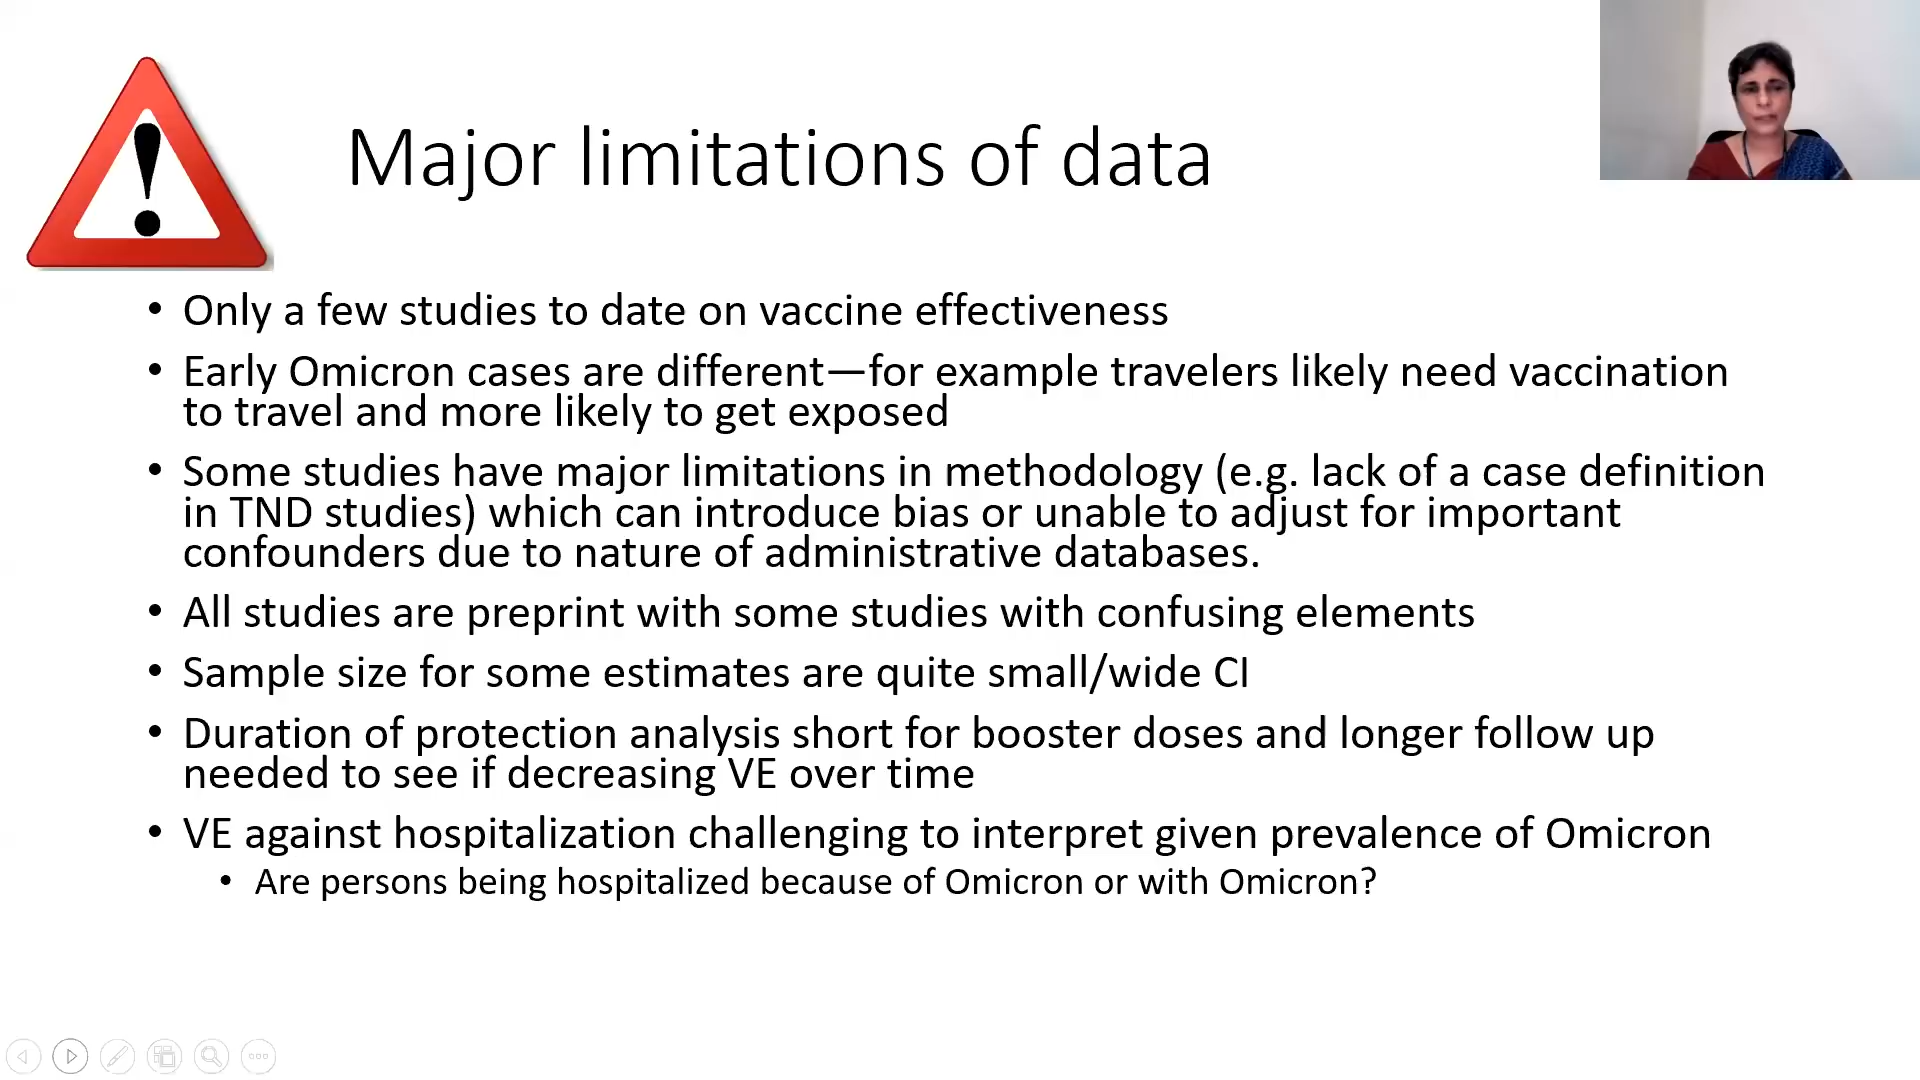 Major limitations of data
• Only a few studies to date on vaccine effectiveness
• Early Omicron cases are different—for example travelers likely need vaccination
to travel and more likely to get exposed
• Some studies have major limitations in methodology (e.g. lack of a case definition
in TND studies) which can introduce bias or unable to adjust for important
confounders due to nature of administrative databases.
• All studies are preprint with some studies with confusing elements
• Sample size for some estimates are quite small/wide CI
• Duration of protection analysis short for booster doses and longer follow up
needed to see if decreasing VE over time
• VE against hospitalization challenging to interpret given prevalence of Omicron
• Are persons being hospitalized because of Omicron or with Omicron?